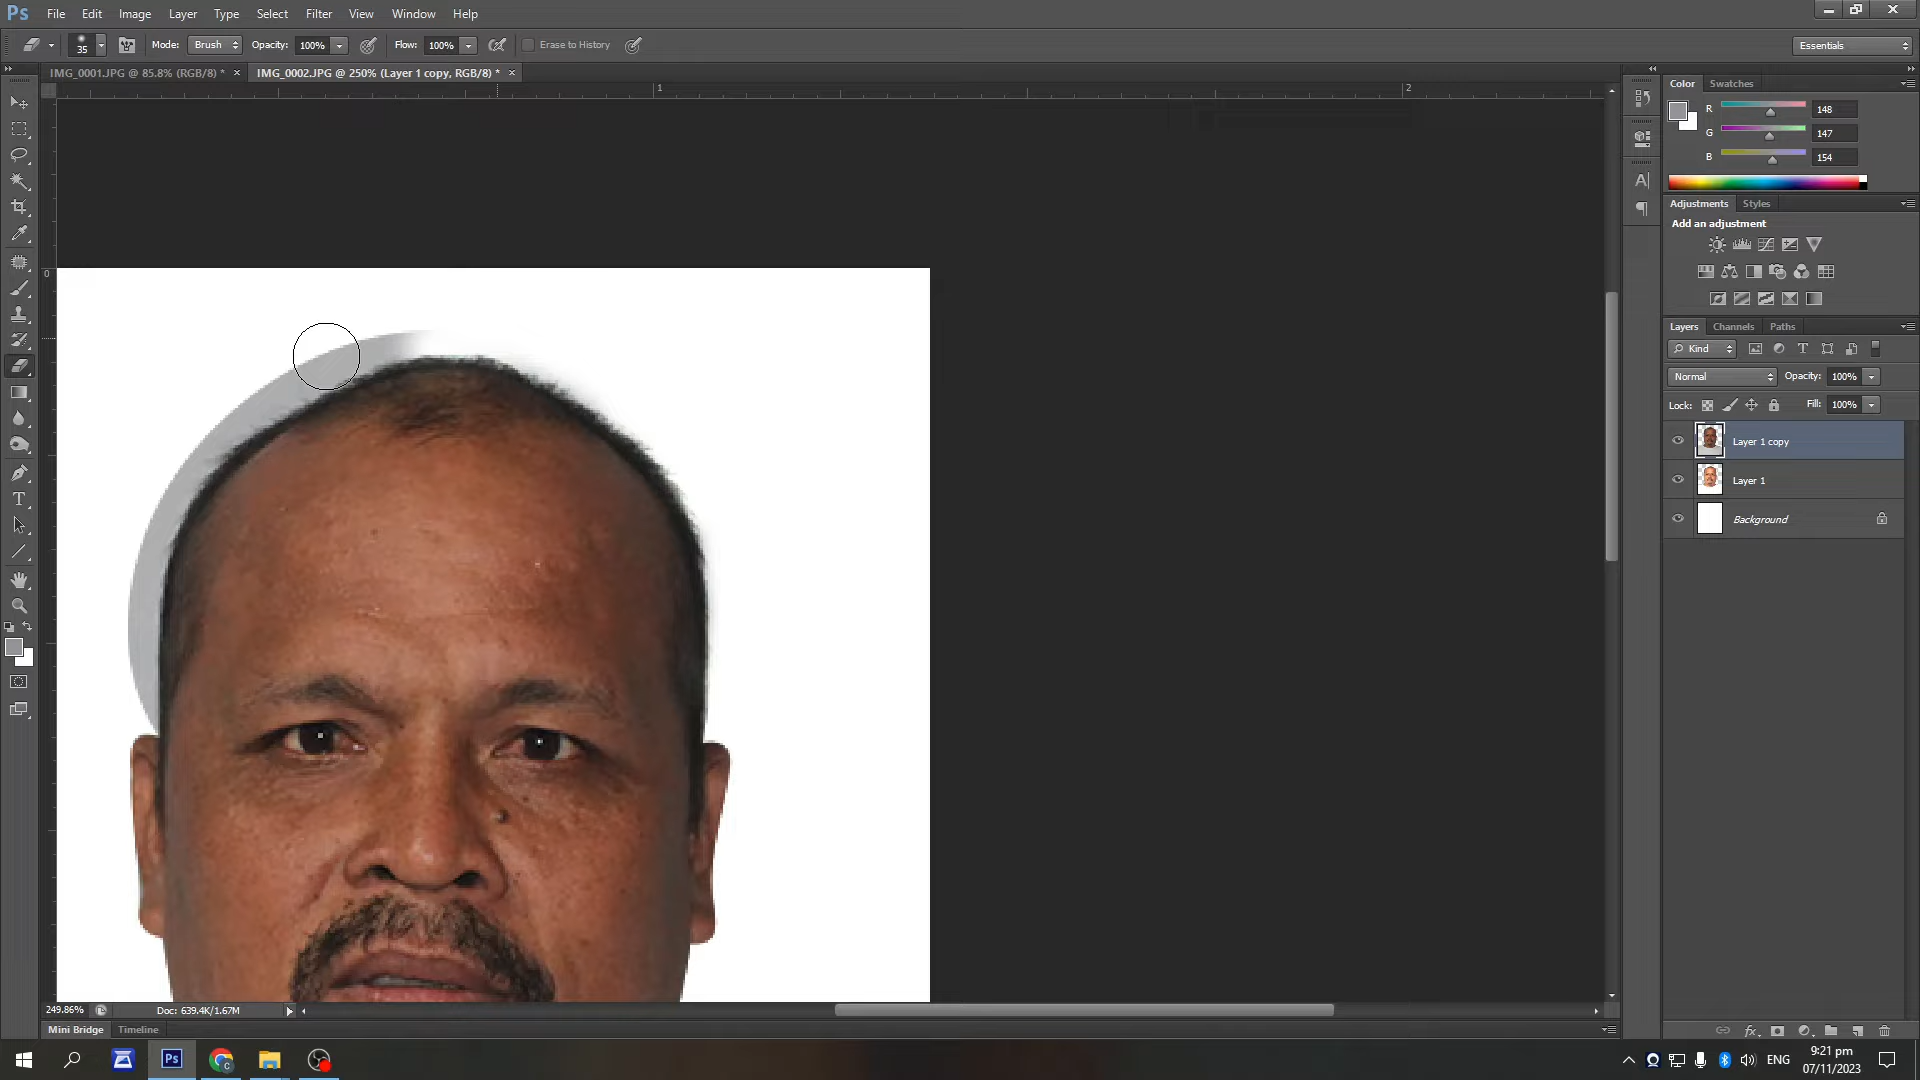 Ps File Edit Image Layer Type Select Filter View Window Help
35 Mode: Brush Opacity: 100% Flow: 100% Erase to History Essentials
IMG_0001.JPG @ 85.8% (RGB/8) * × IMG_0002.JPG @ 250% (Layer 1 copy, RGB/8) * ×
1 2
0
Color Swatches
R 148
G 147
B 154
Adjustments Styles
Add an adjustment
Layers Channels Paths
Kind
Normal Opacity: 100%
Lock: Fill: 100%
Layer 1 copy
Layer 1
Background
249.86% Doc: 639.4K/1.67M
Mini Bridge Timeline
Ps ENG 9:21 pm
07/11/2023